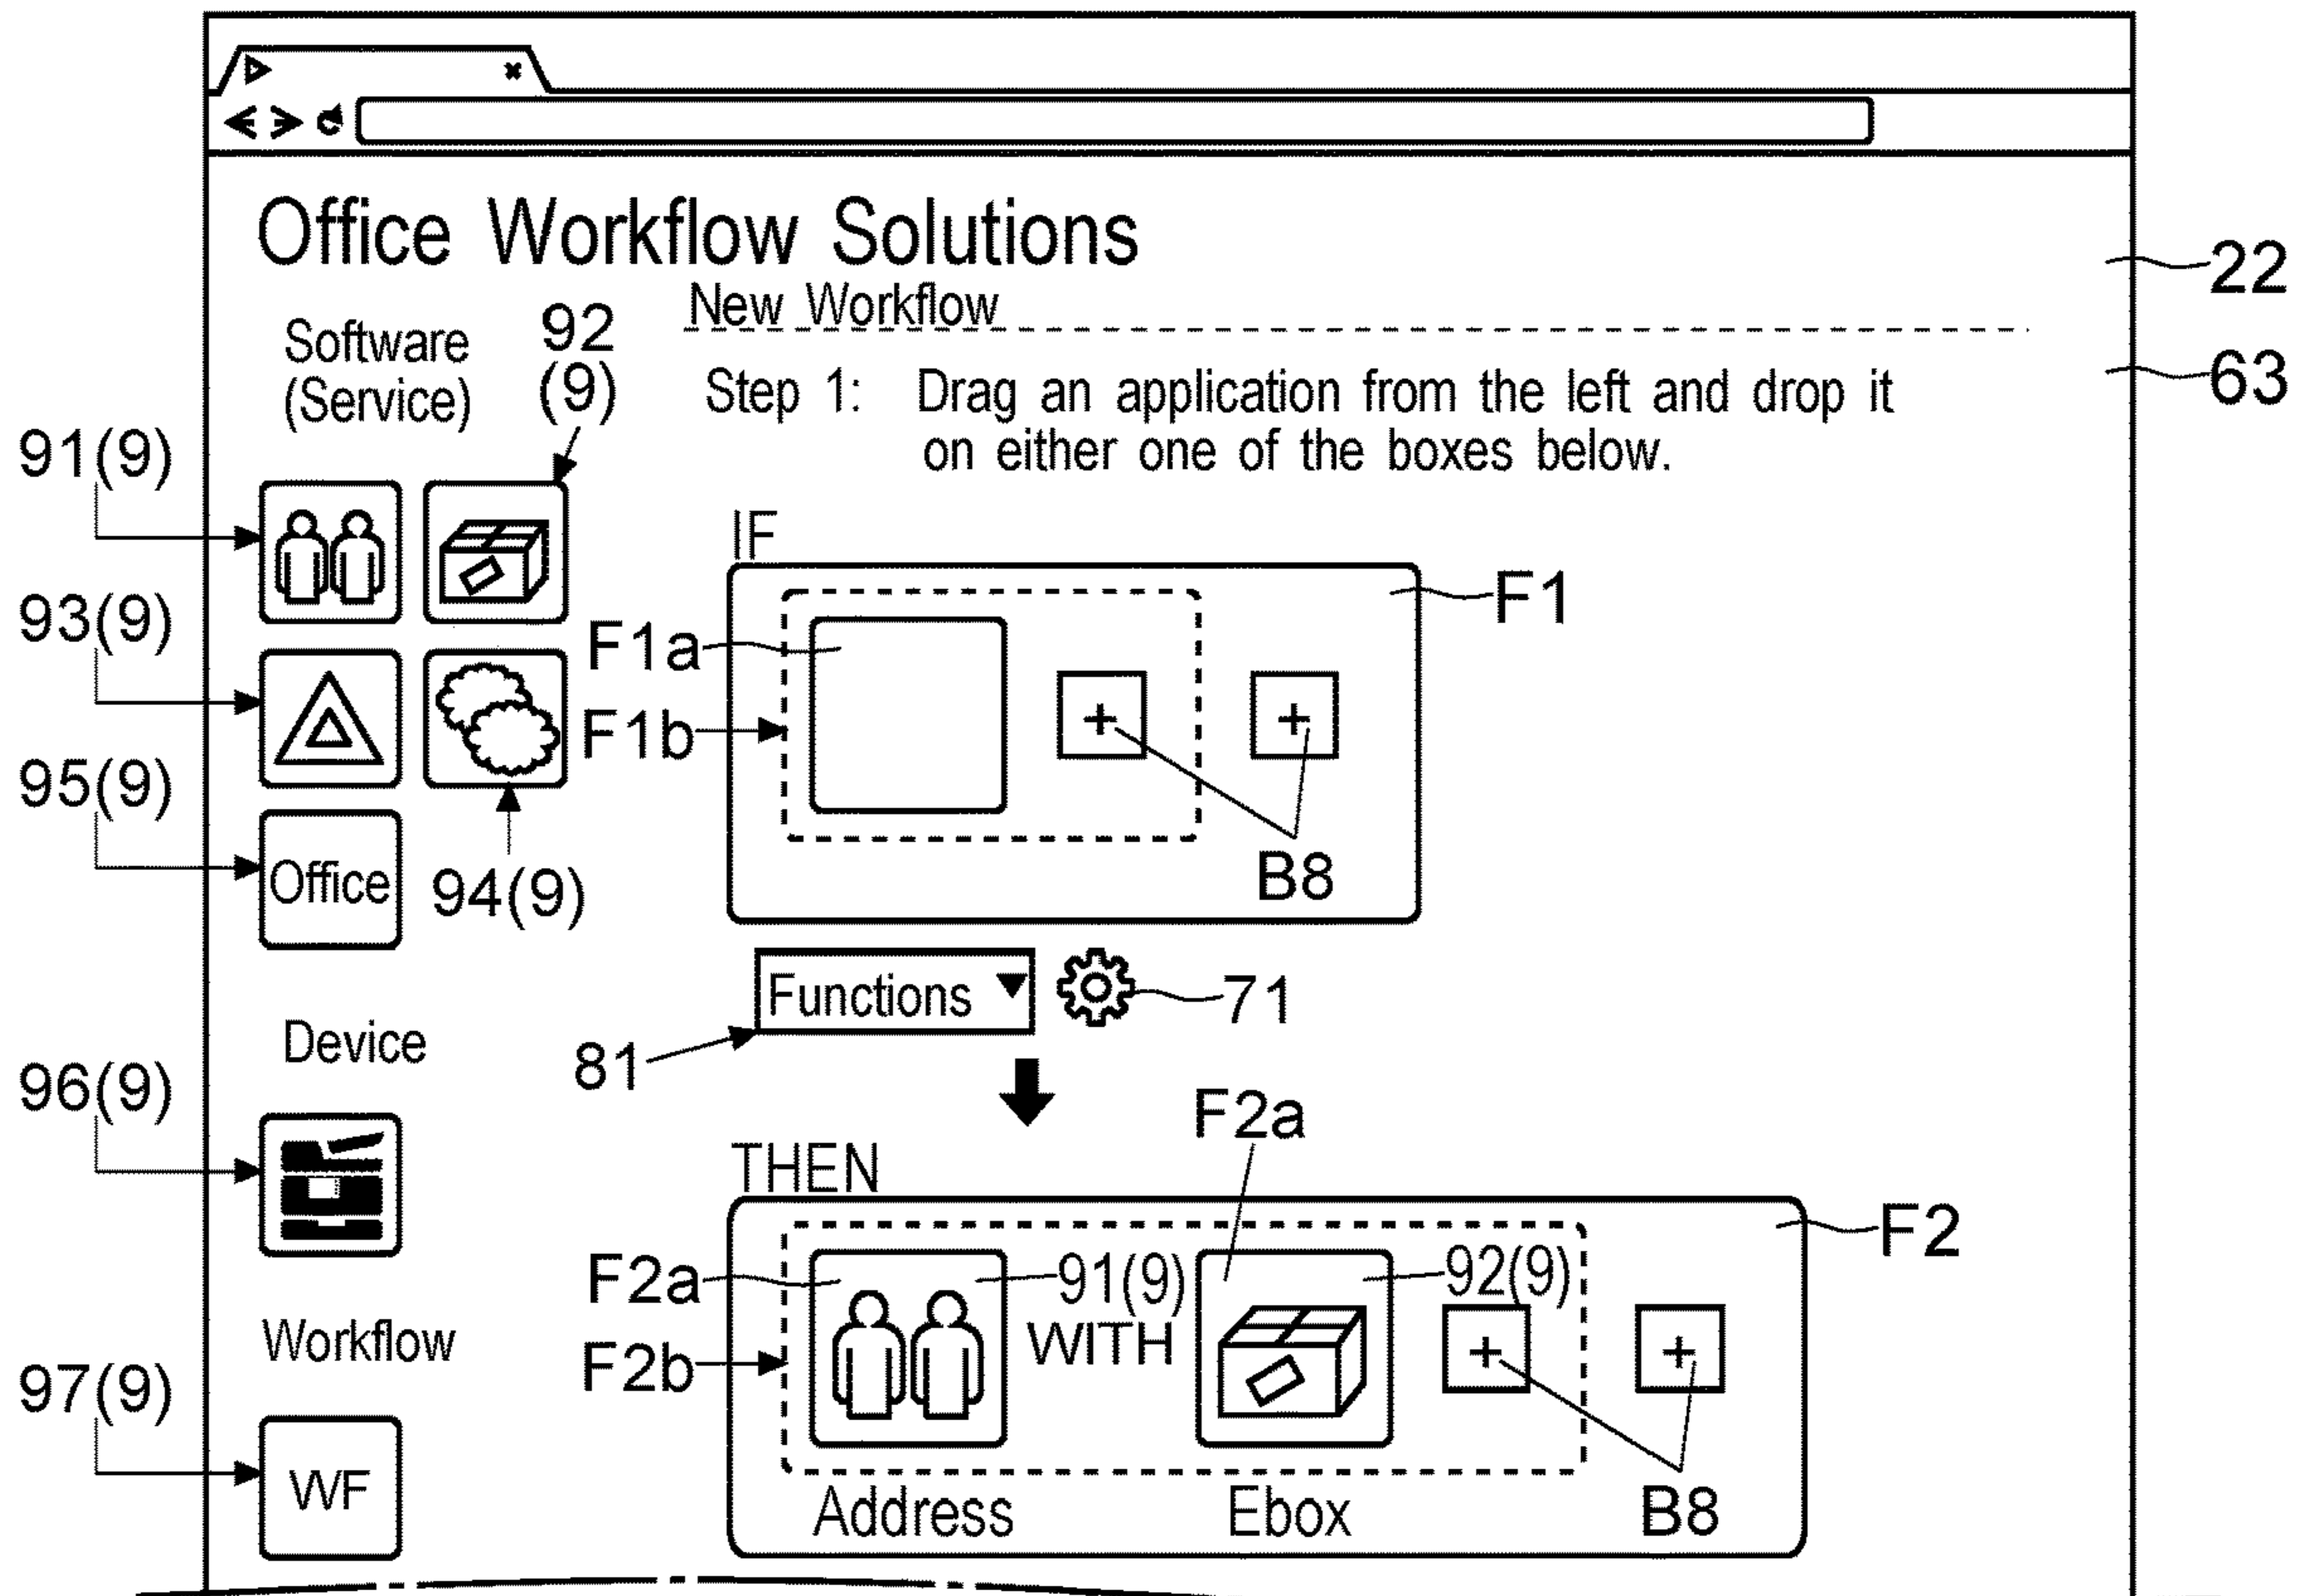 Office Workflow Solutions
22
New Workflow
Software
(Service)
92
(9)
63
Step 1: Drag an application from the left and drop it
on either one of the boxes below.
91(9)
IF
F1
93(9)
F1a
+
+
F1b
95(9)
B8
Office
94(9)
Functions ▼
71
Device
81
96(9)
F2a
THEN
F2
F2a
91(9)
92(9)
WITH
+
+
F2b
Workflow
97(9)
WF
Address
Ebox
B8